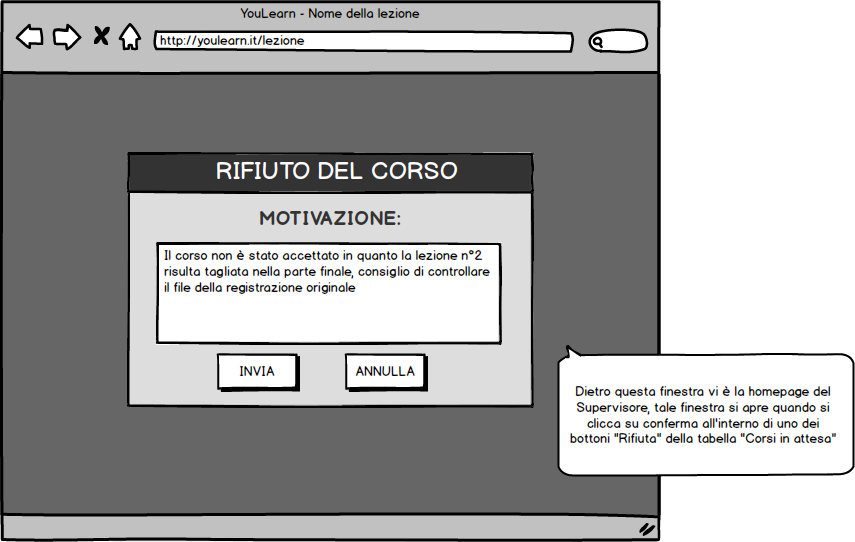 YouLearn - Nome della lezione
http://youlearn.it/lezione
RIFIUTO DEL CORSO
MOTIVAZIONE:
Il corso non è stato accettato in quanto la lezione n°2
risulta tagliata nella parte finale, consiglio di controllare
il file della registrazione originale
INVIA
ANNULLA
Dietro questa finestra vi è la homepage del
Supervisore, tale finestra si apre quando si
clicca su conferma all'interno di uno dei
bottoni "Rifiuta" della tabella "Corsi in attesa"